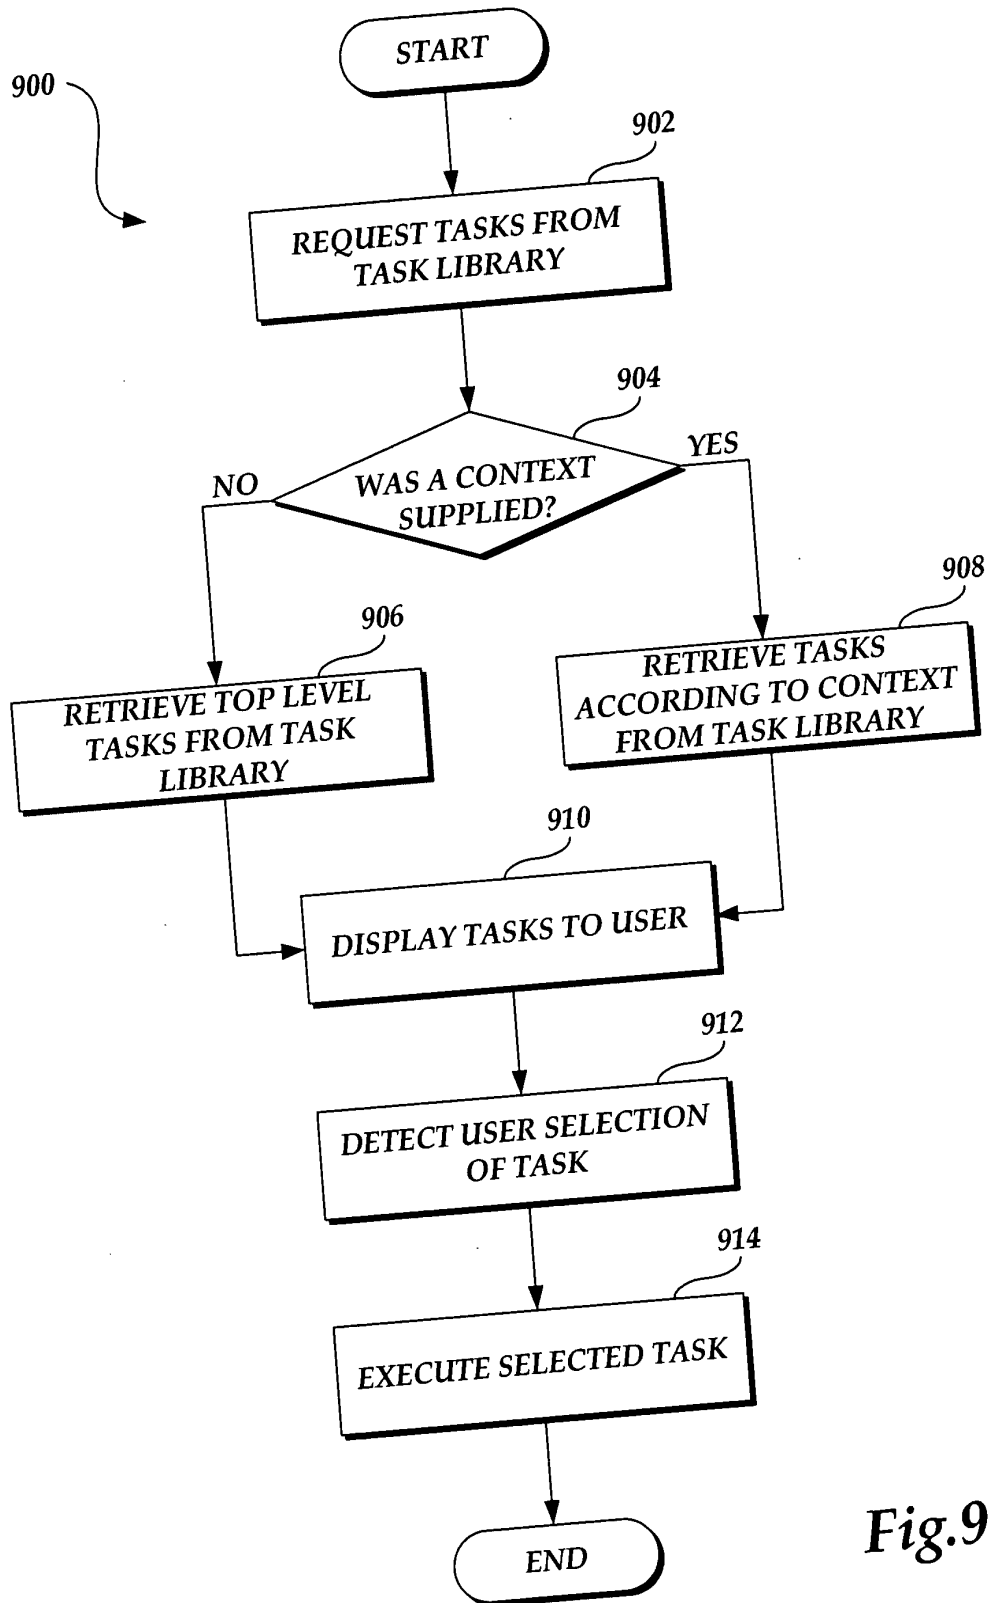 START
900
902
REQUEST TASKS FROM
TASK LIBRARY
904
WAS A CONTEXT
SUPPLIED?
NO
YES
906
RETRIEVE TOP LEVEL
TASKS FROM TASK
LIBRARY
908
RETRIEVE TASKS
ACCORDING TO CONTEXT
FROM TASK LIBRARY
910
DISPLAY TASKS TO USER
912
DETECT USER SELECTION
OF TASK
914
EXECUTE SELECTED TASK
END
Fig.9